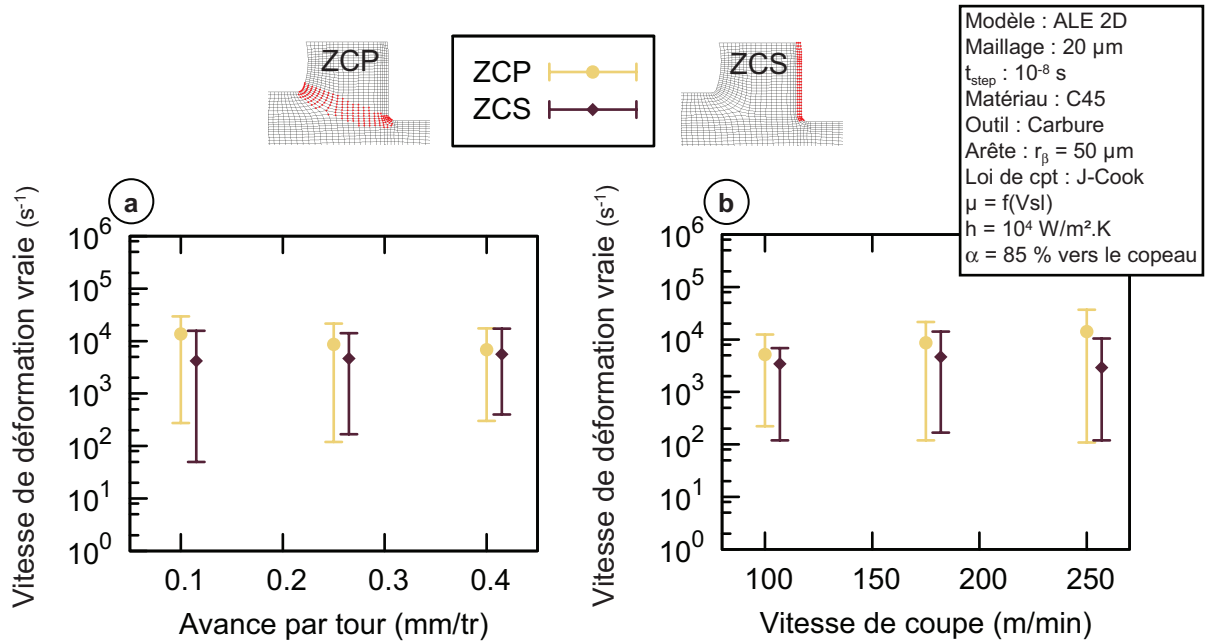 ZCP
ZCS
ZCP
ZCS
Modèle : ALE 2D
Maillage : 20 µm
t_step : 10⁻⁸ s
Matériau : C45
Outil : Carbure
Arête : r_β = 50 µm
Loi de cpt : J-Cook
µ = f(Vsl)
h = 10⁴ W/m².K
α = 85 % vers le copeau
a
Vitesse de déformation vraie (s⁻¹)
10⁶
10⁵
10⁴
10³
10²
10¹
10⁰
0.1 0.2 0.3 0.4
Avance par tour (mm/tr)
b
Vitesse de déformation vraie (s⁻¹)
10⁶
10⁵
10⁴
10³
10²
10¹
10⁰
100 150 200 250
Vitesse de coupe (m/min)